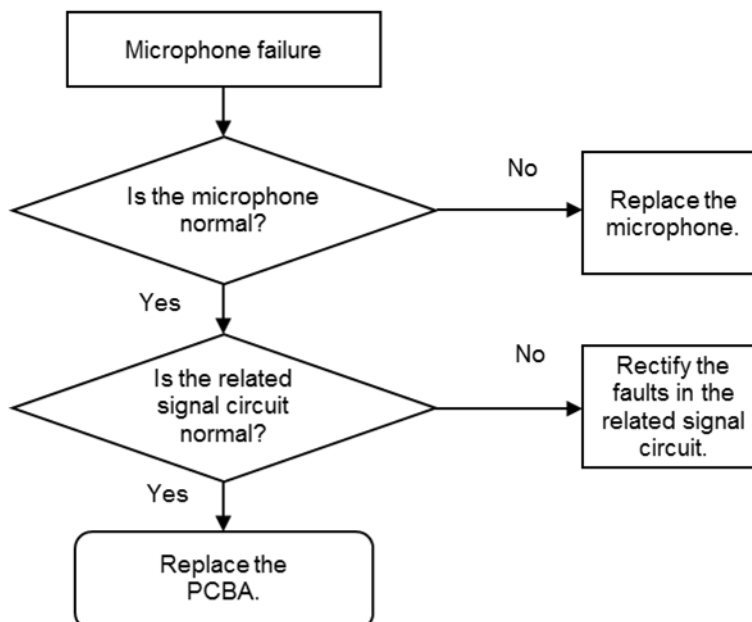 Microphone failure
Is the microphone
normal?
No
Replace the
microphone.
Yes
Is the related
signal circuit
normal?
No
Rectify the
faults in the
related signal
circuit.
Yes
Replace the
PCBA.